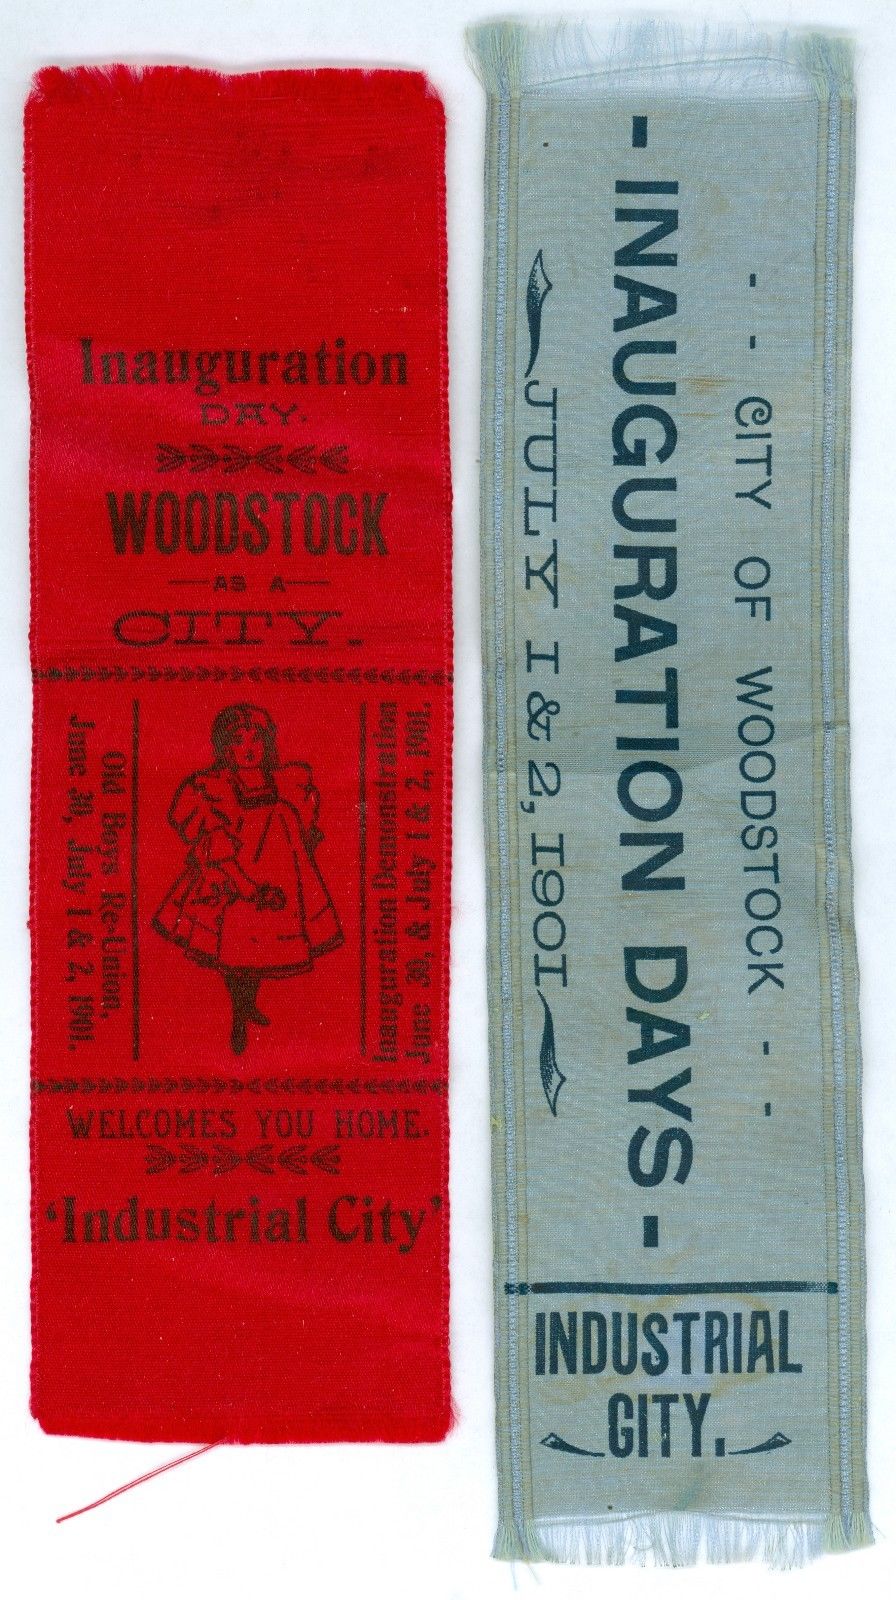 Inauguration
DAY.
WOODSTOCK
AS A
CITY.
Old Boys Re-Union,
June 30, July 1 & 2, 1901.
Inauguration Demonstration
June 30, & July 1 & 2, 1901.
WELCOMES YOU HOME.
'Industrial City'
- - CITY OF WOODSTOCK - -
- INAUGURATION DAYS -
JULY 1 & 2, 1901
INDUSTRIAL
CITY.